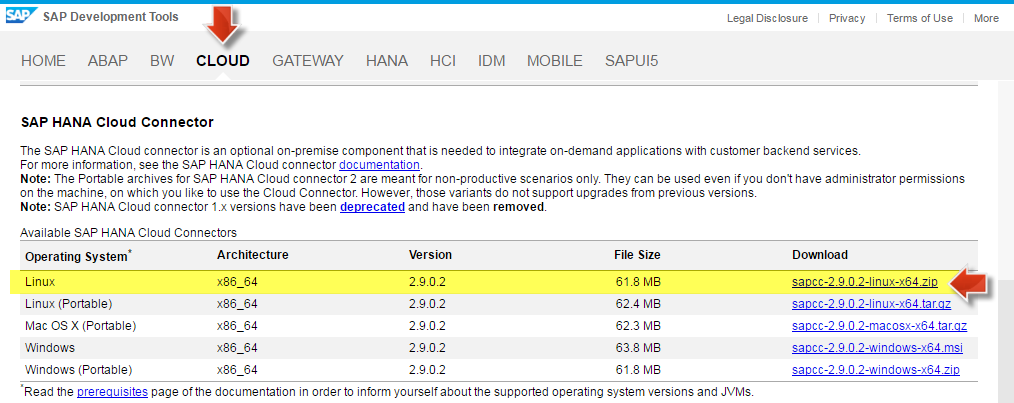 SAP SAP Development Tools Legal Disclosure Privacy Terms of Use More
HOME ABAP BW CLOUD GATEWAY HANA HCI IDM MOBILE SAPUI5
SAP HANA Cloud Connector
The SAP HANA Cloud connector is an optional on-premise component that is needed to integrate on-demand applications with customer backend services.
For more information, see the SAP HANA Cloud connector documentation.
Note: The Portable archives for SAP HANA Cloud connector 2 are meant for non-productive scenarios only. They can be used even if you don't have administrator permissions
on the machine, on which you like to use the Cloud Connector. However, those variants do not support upgrades from previous versions.
Note: SAP HANA Cloud connector 1.x versions have been deprecated and have been removed.
Available SAP HANA Cloud Connectors
Operating System* Architecture Version File Size Download
Linux x86_64 2.9.0.2 61.8 MB sapcc-2.9.0.2-linux-x64.zip
Linux (Portable) x86_64 2.9.0.2 62.4 MB sapcc-2.9.0.2-linux-x64.tar.gz
Mac OS X (Portable) x86_64 2.9.0.2 62.3 MB sapcc-2.9.0.2-macosx-x64.tar.gz
Windows x86_64 2.9.0.2 63.8 MB sapcc-2.9.0.2-windows-x64.msi
Windows (Portable) x86_64 2.9.0.2 61.8 MB sapcc-2.9.0.2-windows-x64.zip
*Read the prerequisites page of the documentation in order to inform yourself about the supported operating system versions and JVMs.